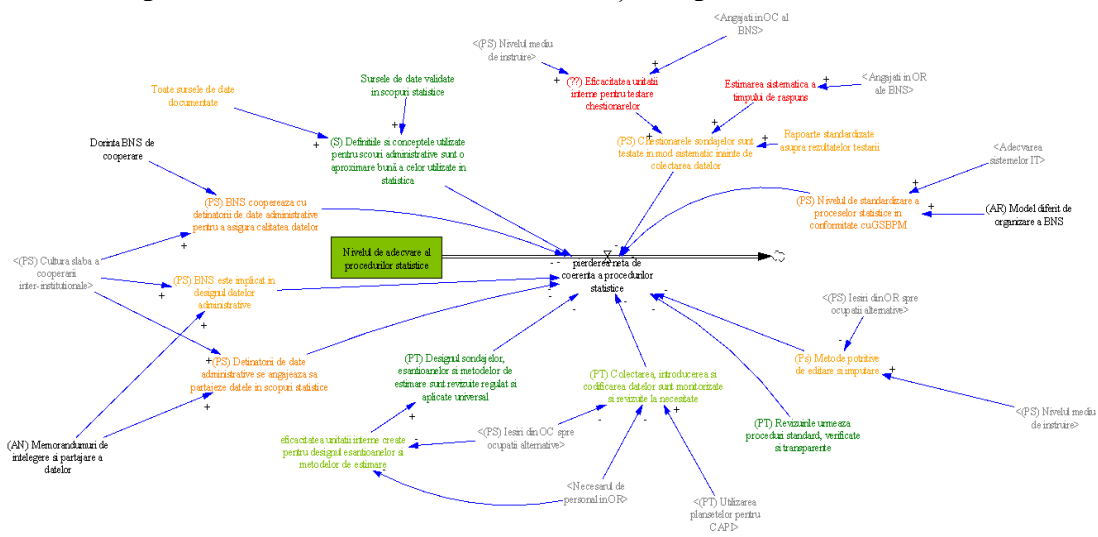 <Angajati in OC al
BNS>
<(PS) Nivelul mediu
de instruire>
Sursele de date validate
in scopuri statistice
Toate sursele de date
documentate
(??) Eficacitatea unitatii
interne pentru testare
chestionarelor
Estimarea sistematica a
timpului de raspuns
<Angajati in OR
ale BNS>
Dorinta BNS de
cooperare
(S) Definitiile si conceptele utilizate
pentru scouri administrative sunt o
aproximare bună a celor utilizate in
statistica
(PS) Chestionarele sondajelor sunt
testate in mod sistematic inainte de
colectarea datelor
Rapoarte standardizate
asupra rezultatelor testarii
<Adecvarea
sistemelor IT>
(PS) BNS coopereaza cu
detinatorii de date administrative
pentru a asigura calitatea datelor
(PS) Nivelul de standardizare a
proceselor statistice in
conformitate cu GSBPM
(AR) Model diferit de
organizare a BNS
Nivelul de adecvare al
procedurilor statistice
pierderea neta de
coerenta a procedurilor
statistice
<(PS) Cultura slaba a
cooperarii
inter-institutionale>
(PS) BNS este implicat in
designul datelor
administrative
<(PS) Iesiri din OR spre
ocupatii alternative>
(PS) Detinatorii de date
administrative se angajeaza sa
partajeze datele in scopuri statistice
(PT) Designul sondajelor,
esantioanelor si metodelor de
estimare sunt revizuite regulat si
aplicate universal
(PT) Colectarea, introducerea si
codificarea datelor sunt monitorizate
si revizuite la necesitate
(Ps) Metode potritive
de editare si imputare
<(PS) Nivelul mediu
de instruire>
(AN) Memorandumuri de
intelegere si partajare a
datelor
eficacitatea unitatii interne create
pentru designul esantioanelor si
metodelor de estimare
<(PS) Iesiri din OC spre
ocupatii alternative>
(PT) Revizuirile urmeaza
proceduri standard, verificate
si transparente
<Necesarul de
personal in OR>
<(PT) Utilizarea
plansetelor pentru
CAPI>